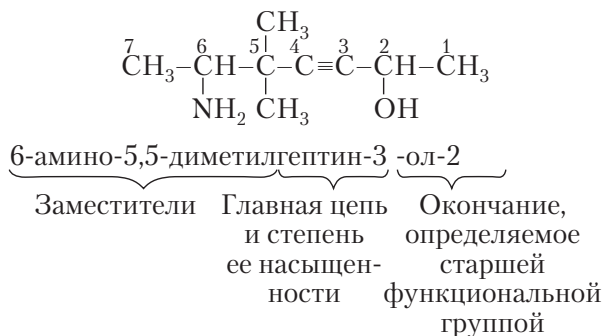 CH₃
7 6 5 4 3 2 1
CH₃–CH–C–C≡C–CH–CH₃
NH₂ CH₃ OH
6-амино-5,5-диметилгептин-3 -ол-2
Заместители Главная цепь Окончание,
и степень определяемое
ее насыщен- старшей
ности функциональной
группой